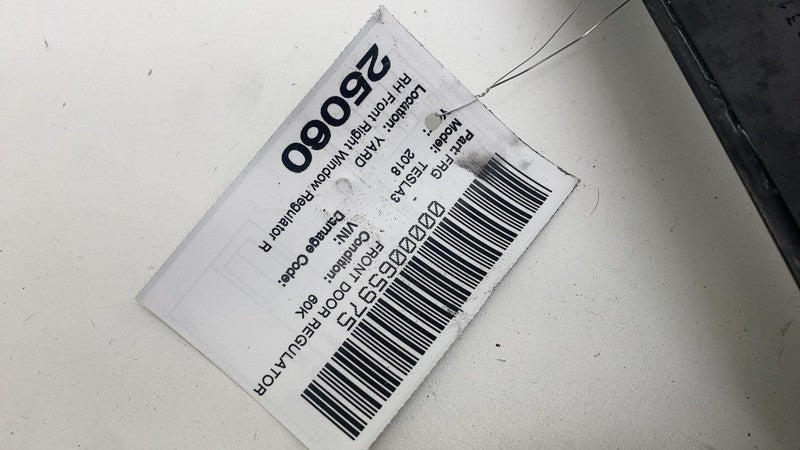 0000065975
Part: FRG - FRONT DOOR REGULATOR
Model: TESLA3 Condition: 60K
2018 VIN:
Location: YARD Damage Code:
RH Front Right Window Regulator R
25060